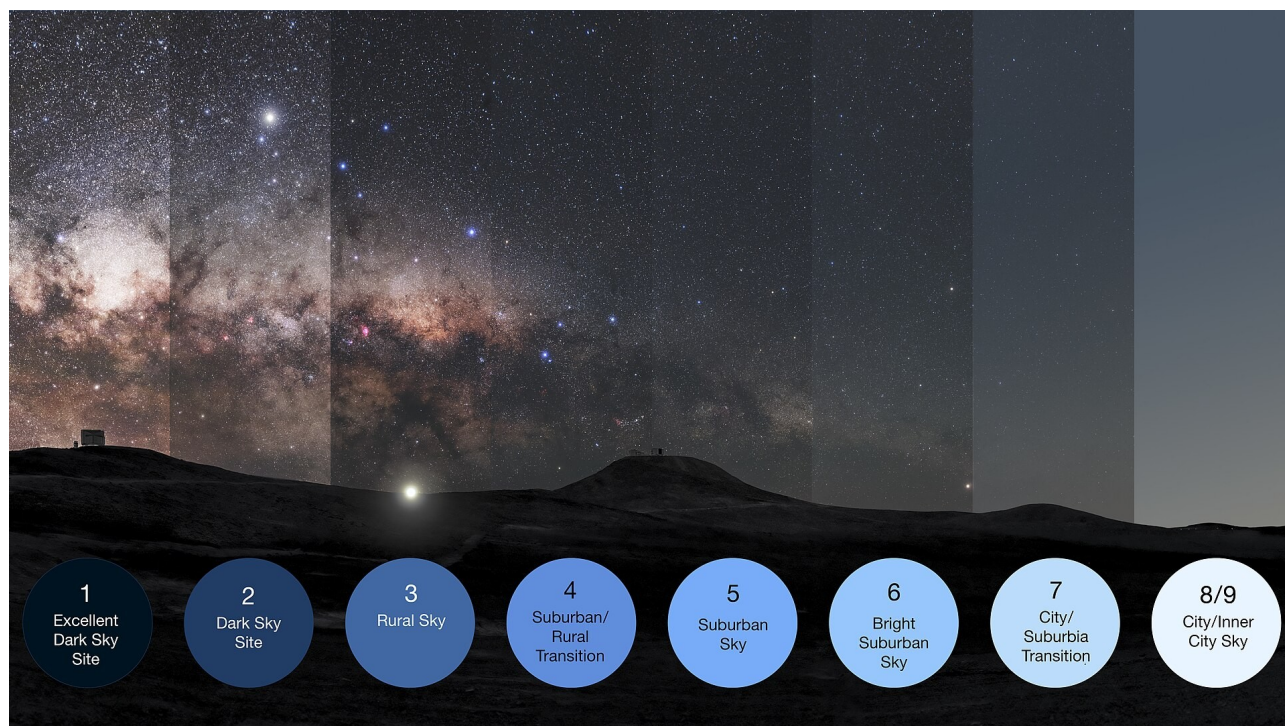 1
Excellent
Dark Sky
Site
2
Dark Sky
Site
3
Rural Sky
4
Suburban/
Rural
Transition
5
Suburban
Sky
6
Bright
Suburban
Sky
7
City/
Suburbia
Transition
8/9
City/Inner
City Sky